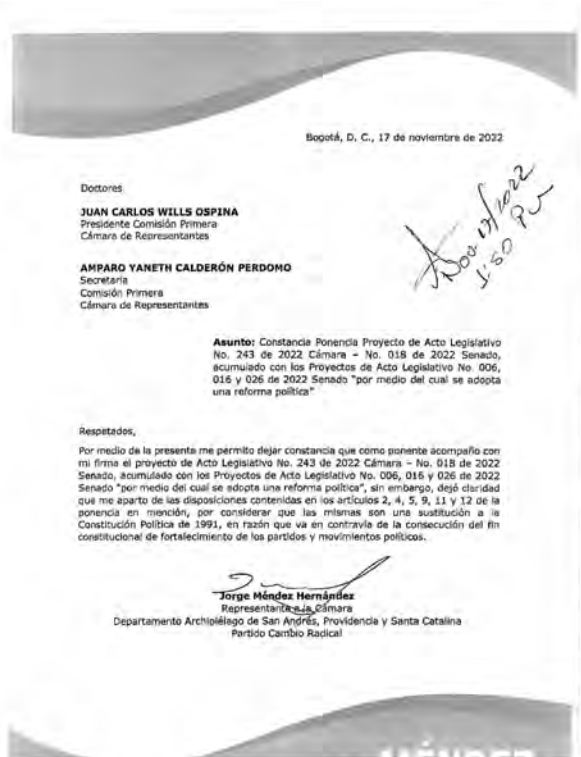 Bogotá, D. C., 17 de noviembre de 2022
Nov 17/2022
1:50 PM
Doctores
JUAN CARLOS WILLS OSPINA
Presidente Comisión Primera
Cámara de Representantes
AMPARO YANETH CALDERÓN PERDOMO
Secretaria
Comisión Primera
Cámara de Representantes
Asunto: Constancia Ponencia Proyecto de Acto Legislativo
No. 243 de 2022 Cámara – No. 018 de 2022 Senado,
acumulado con los Proyectos de Acto Legislativo No. 006,
016 y 026 de 2022 Senado "por medio del cual se adopta
una reforma política"
Respetados,
Por medio de la presente me permito dejar constancia que como ponente acompaño con
mi firma el proyecto de Acto Legislativo No. 243 de 2022 Cámara – No. 018 de 2022
Senado, acumulado con los Proyectos de Acto Legislativo No. 006, 016 y 026 de 2022
Senado "por medio del cual se adopta una reforma política", sin embargo, dejó claridad
que me aparto de las disposiciones contenidas en los artículos 2, 4, 5, 9, 11 y 12 de la
ponencia en mención, por considerar que las mismas son una sustitución a la
Constitución Política de 1991, en razón que va en contravía de la consecución del fin
constitucional de fortalecimiento de los partidos y movimientos políticos.
Jorge Méndez Hernández
Representante a la Cámara
Departamento Archipiélago de San Andrés, Providencia y Santa Catalina
Partido Cambio Radical
MÉNDEZ